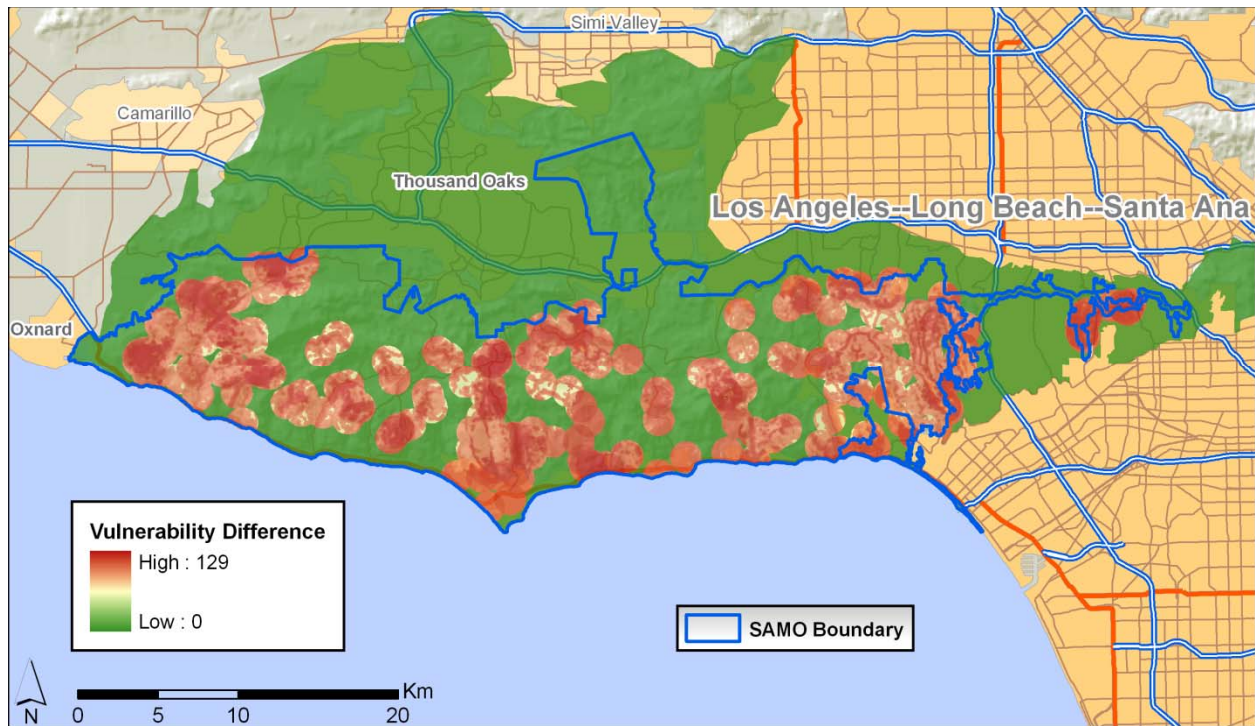 Simi Valley
Camarillo
Thousand Oaks
Los Angeles--Long Beach--Santa Ana
Oxnard
Vulnerability Difference
High : 129
Low : 0
SAMO Boundary
N
Km
0 5 10 20